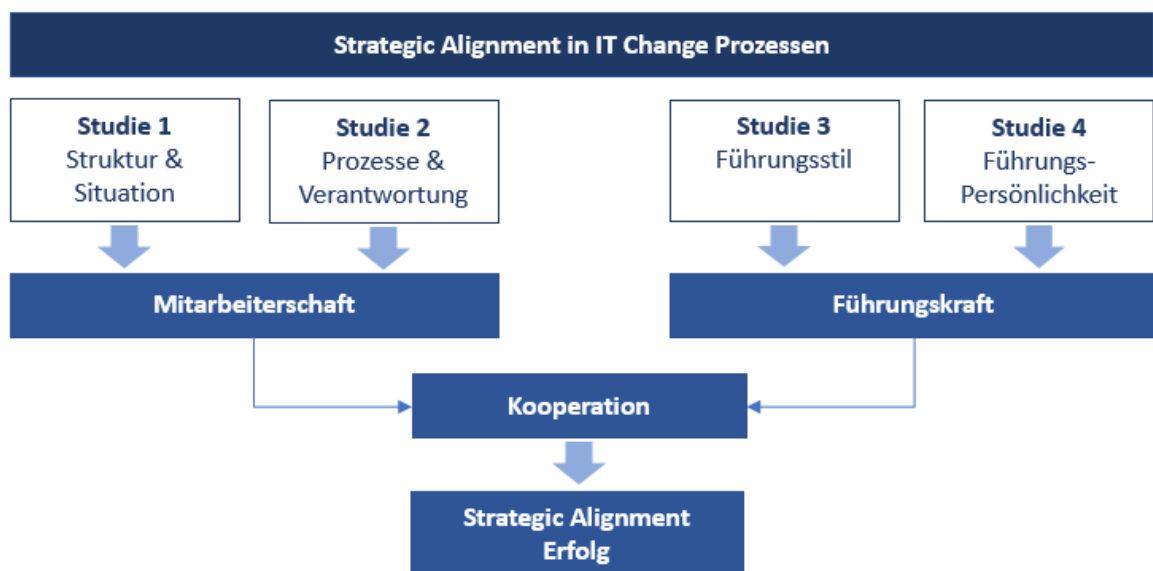 Strategic Alignment in IT Change Prozessen
Studie 1
Struktur &
Situation
Studie 2
Prozesse &
Verantwortung
Studie 3
Führungsstil
Studie 4
Führungs-
Persönlichkeit
Mitarbeiterschaft
Führungskraft
Kooperation
Strategic Alignment
Erfolg